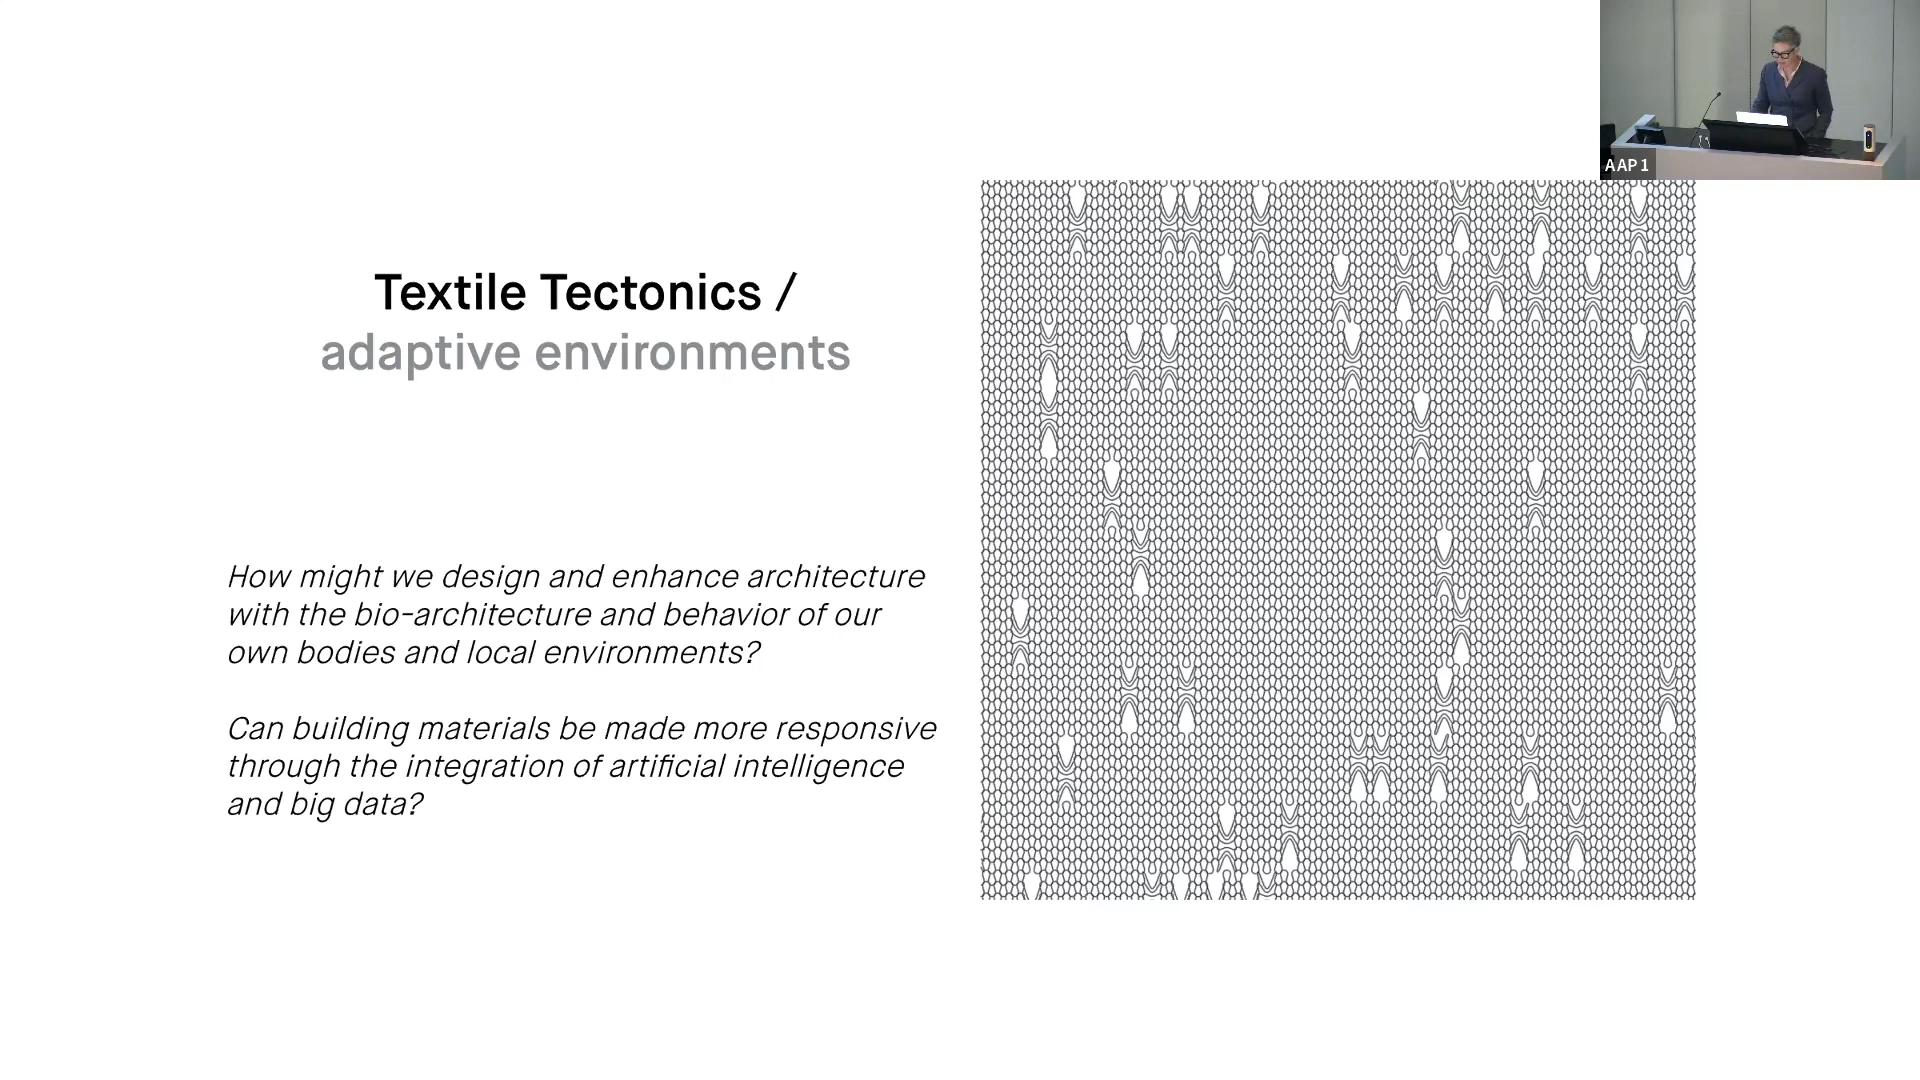 AAP 1
Textile Tectonics /
adaptive environments
How might we design and enhance architecture
with the bio-architecture and behavior of our
own bodies and local environments?
Can building materials be made more responsive
through the integration of artificial intelligence
and big data?